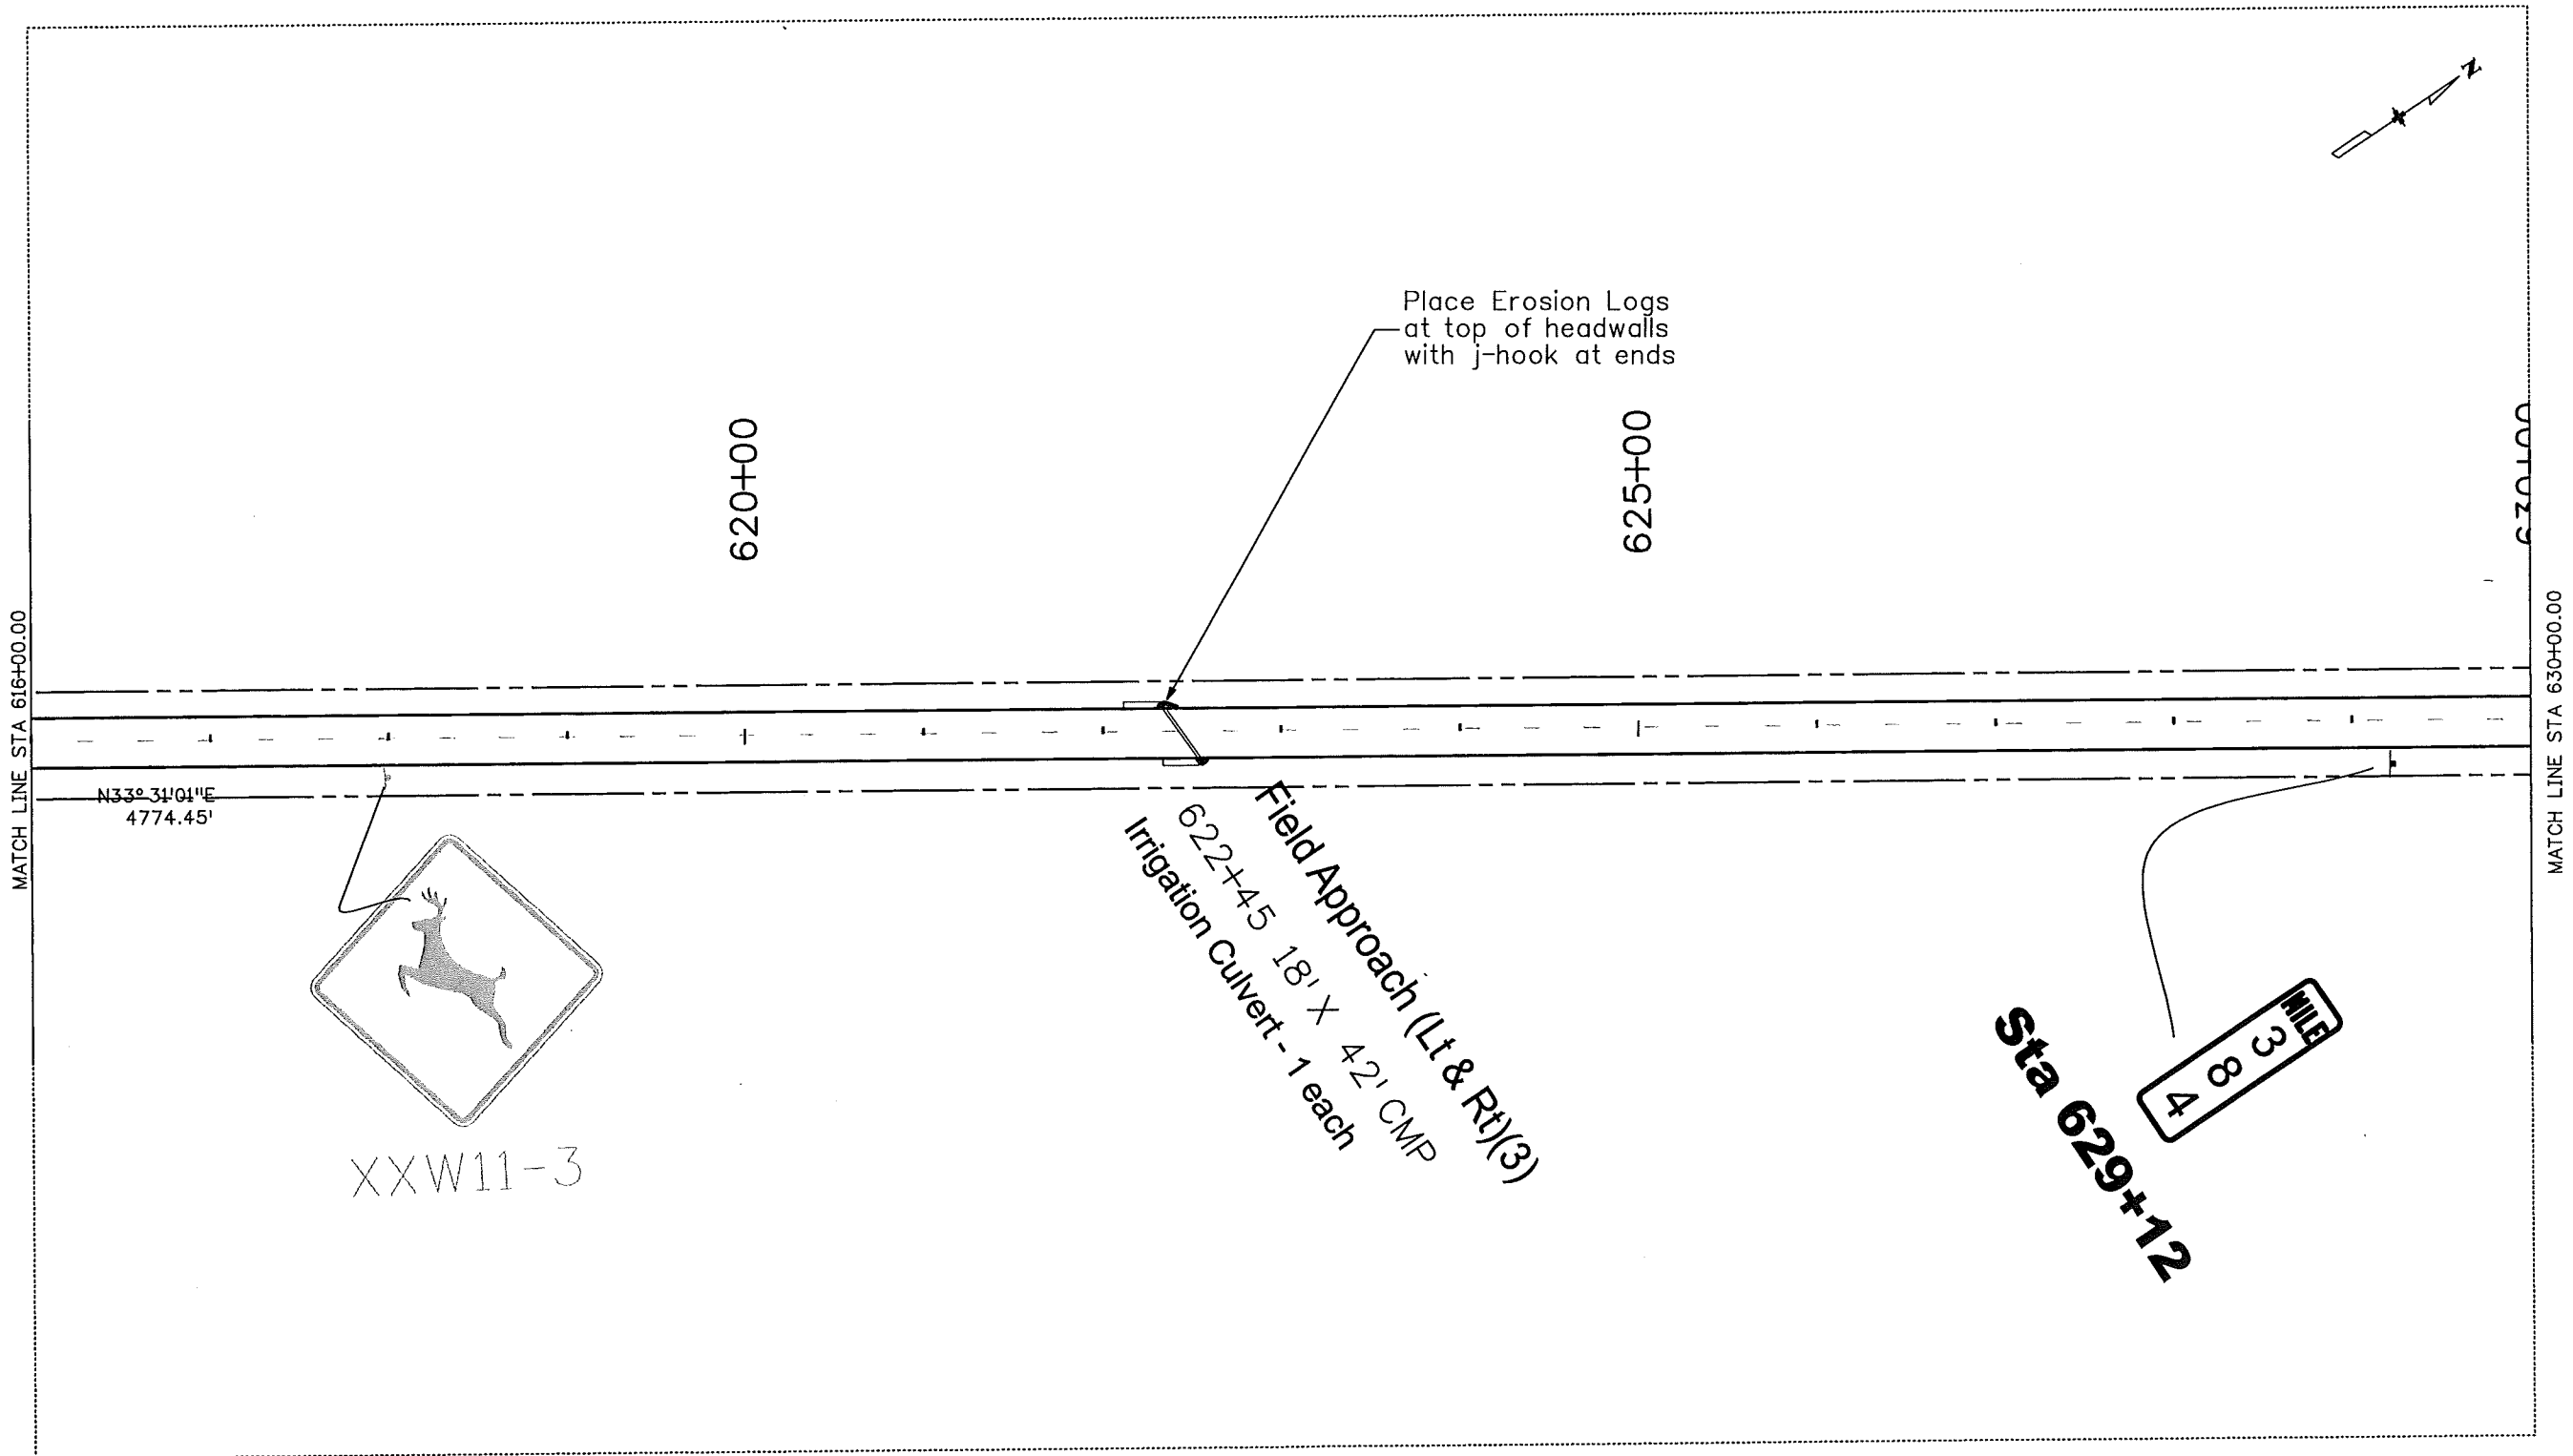 N
Place Erosion Logs
at top of headwalls
with j-hook at ends
620+00
625+00
630+00
MATCH LINE STA 616+00.00
MATCH LINE STA 630+00.00
N33° 31'01"E
4774.45'
Field Approach (Lt & Rt)(3)
622+45 18' X 42' CMP
Irrigation Culvert - 1 each
XXW11-3
MILE
3
8
4
Sta 629+12